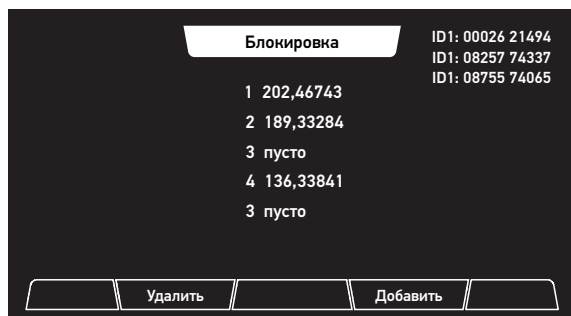 Блокировка
ID1: 00026 21494
ID1: 08257 74337
ID1: 08755 74065
1 202,46743
2 189,33284
3 пусто
4 136,33841
3 пусто
Удалить
Добавить